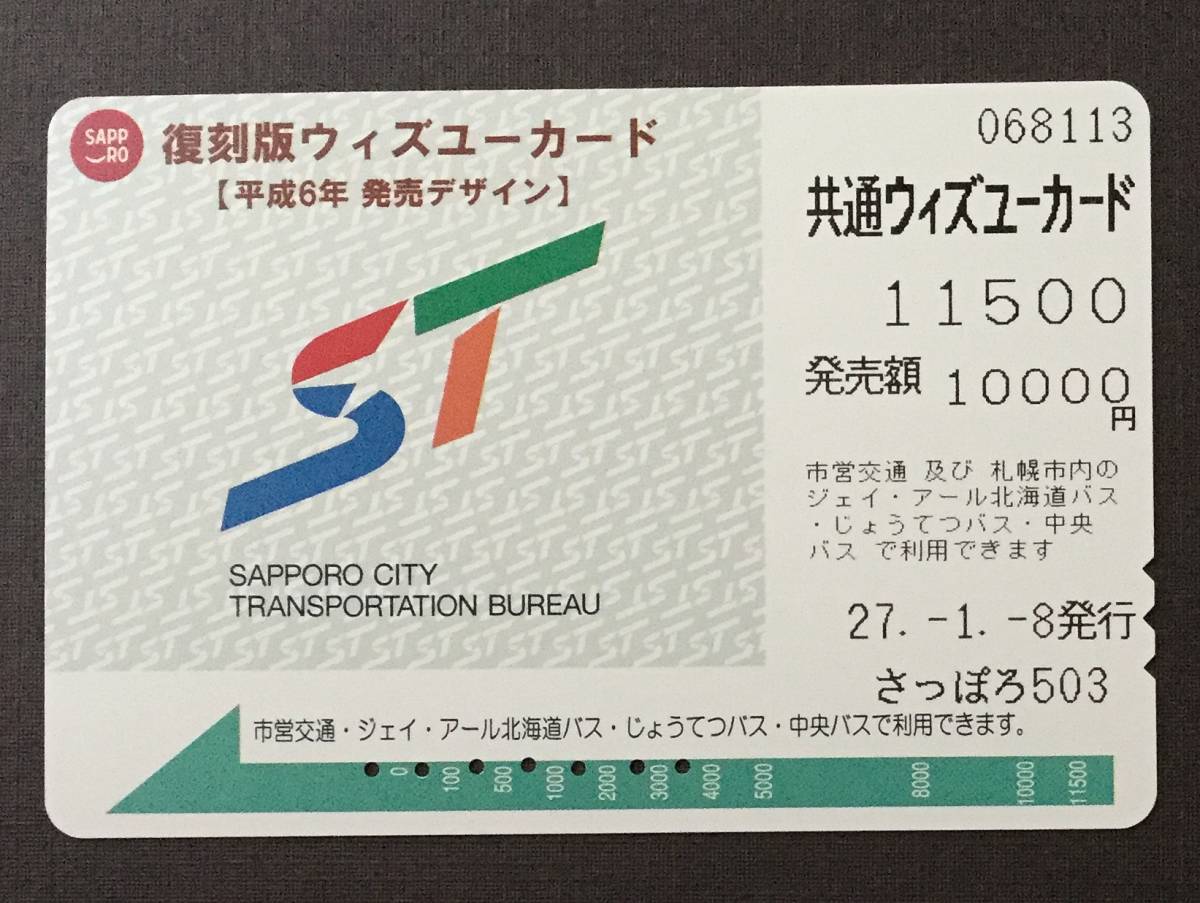 SAPP
RO
復刻版ウィズユーカード
【平成6年 発売デザイン】
ST
SAPPORO CITY
TRANSPORTATION BUREAU
068113
共通ウィズユーカード
11500
発売額 10000
円
市営交通 及び 札幌市内の
ジェイ・アール北海道バス
・じょうてつバス・中央
バス で利用できます
27.-1.-8発行
さっぽろ503
市営交通・ジェイ・アール北海道バス・じょうてつバス・中央バスで利用できます。
0 100 500 1000 2000 3000 4000 5000 8000 10000 11500